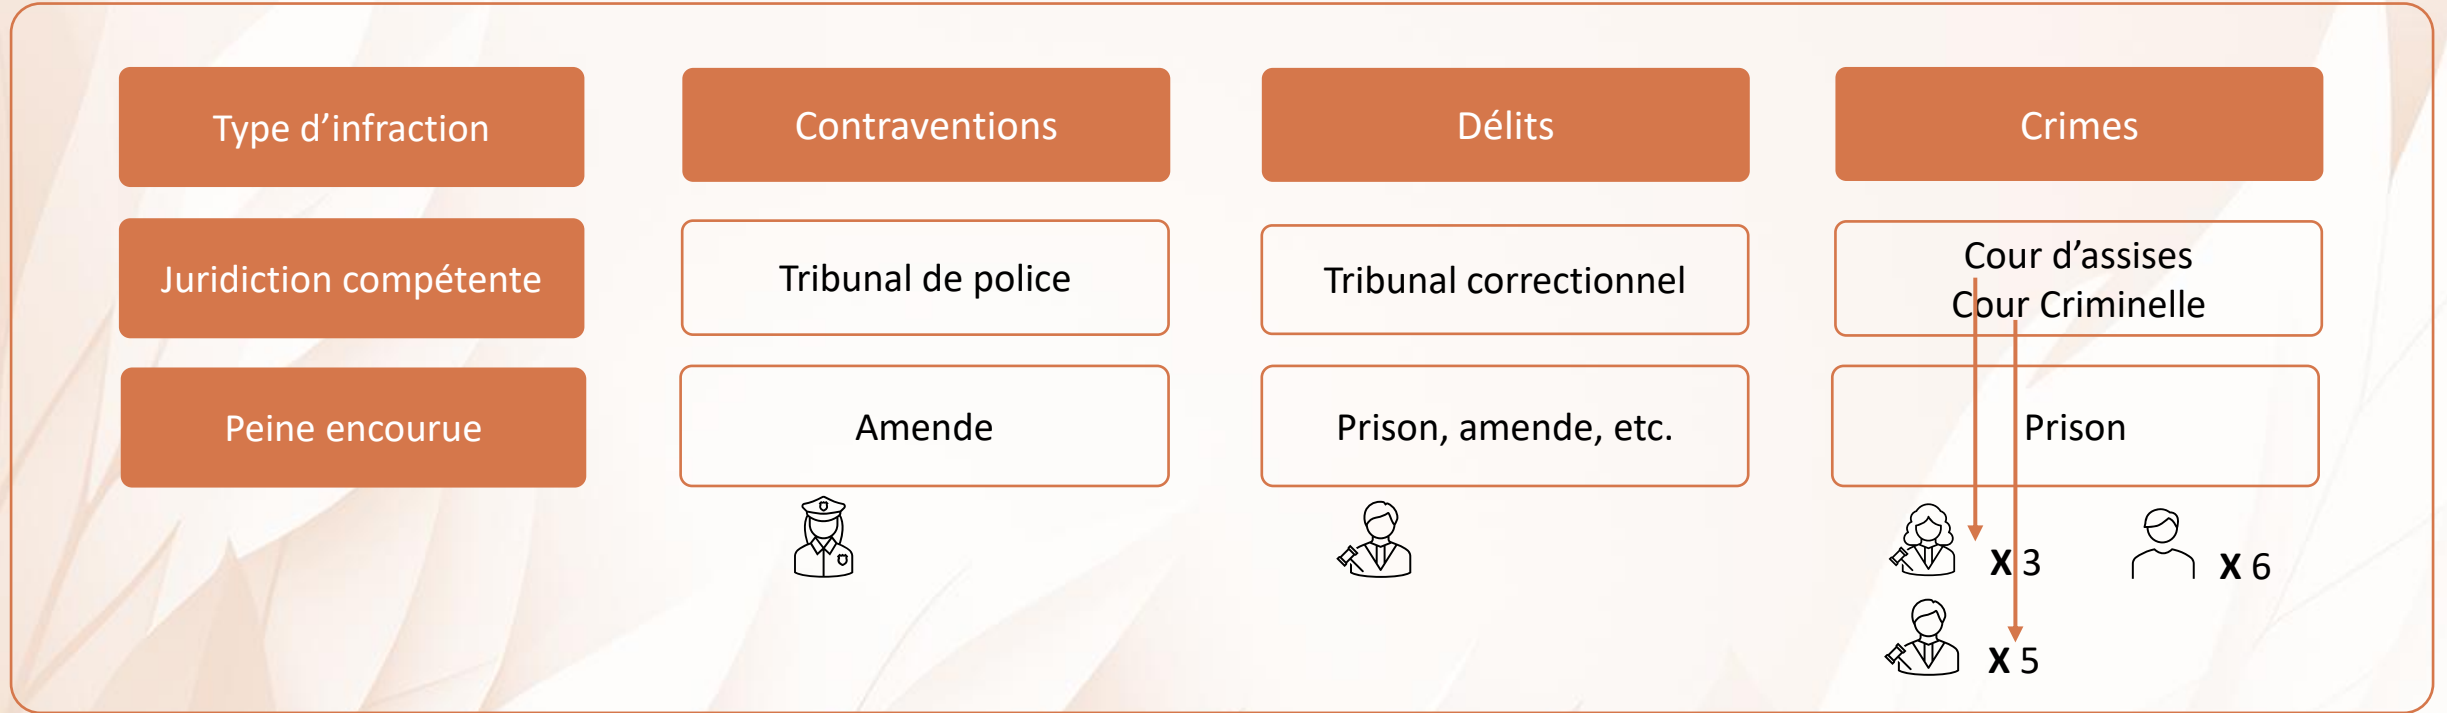 Type d’infraction
Contraventions
Délits
Crimes
Juridiction compétente
Tribunal de police
Tribunal correctionnel
Cour d’assises
Cour Criminelle
Peine encourue
Amende
Prison, amende, etc.
Prison
X 3
X 6
X 5